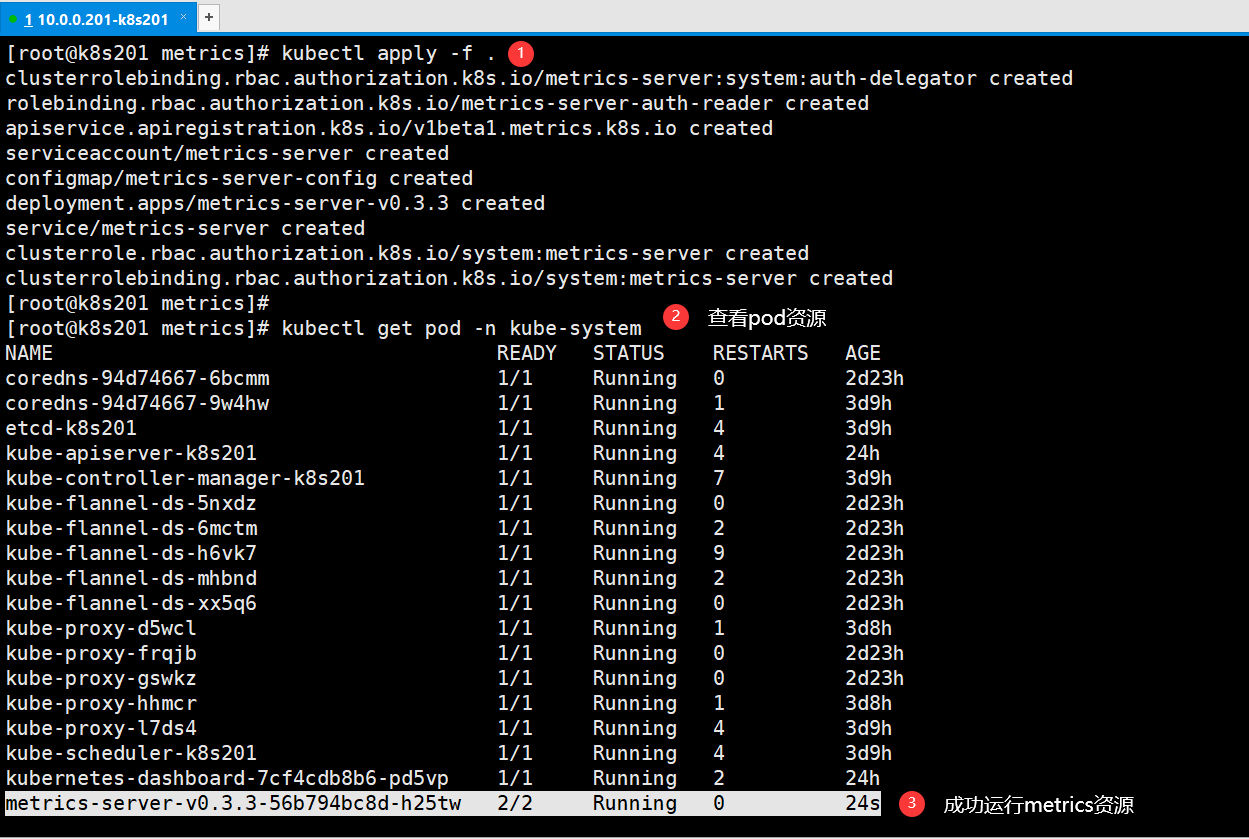 1 10.0.0.201-k8s201 × +
[root@k8s201 metrics]# kubectl apply -f . 1
clusterrolebinding.rbac.authorization.k8s.io/metrics-server:system:auth-delegator created
rolebinding.rbac.authorization.k8s.io/metrics-server-auth-reader created
apiservice.apiregistration.k8s.io/v1beta1.metrics.k8s.io created
serviceaccount/metrics-server created
configmap/metrics-server-config created
deployment.apps/metrics-server-v0.3.3 created
service/metrics-server created
clusterrole.rbac.authorization.k8s.io/system:metrics-server created
clusterrolebinding.rbac.authorization.k8s.io/system:metrics-server created
[root@k8s201 metrics]#
[root@k8s201 metrics]# kubectl get pod -n kube-system 2 查看pod资源
NAME READY STATUS RESTARTS AGE
coredns-94d74667-6bcmm 1/1 Running 0 2d23h
coredns-94d74667-9w4hw 1/1 Running 1 3d9h
etcd-k8s201 1/1 Running 4 3d9h
kube-apiserver-k8s201 1/1 Running 4 24h
kube-controller-manager-k8s201 1/1 Running 7 3d9h
kube-flannel-ds-5nxdz 1/1 Running 0 2d23h
kube-flannel-ds-6mctm 1/1 Running 2 2d23h
kube-flannel-ds-h6vk7 1/1 Running 9 2d23h
kube-flannel-ds-mhbnd 1/1 Running 2 2d23h
kube-flannel-ds-xx5q6 1/1 Running 0 2d23h
kube-proxy-d5wcl 1/1 Running 1 3d8h
kube-proxy-frqjb 1/1 Running 0 2d23h
kube-proxy-gswkz 1/1 Running 0 2d23h
kube-proxy-hhmcr 1/1 Running 1 3d8h
kube-proxy-l7ds4 1/1 Running 4 3d9h
kube-scheduler-k8s201 1/1 Running 4 3d9h
kubernetes-dashboard-7cf4cdb8b6-pd5vp 1/1 Running 2 24h
metrics-server-v0.3.3-56b794bc8d-h25tw 2/2 Running 0 24s 3 成功运行metrics资源